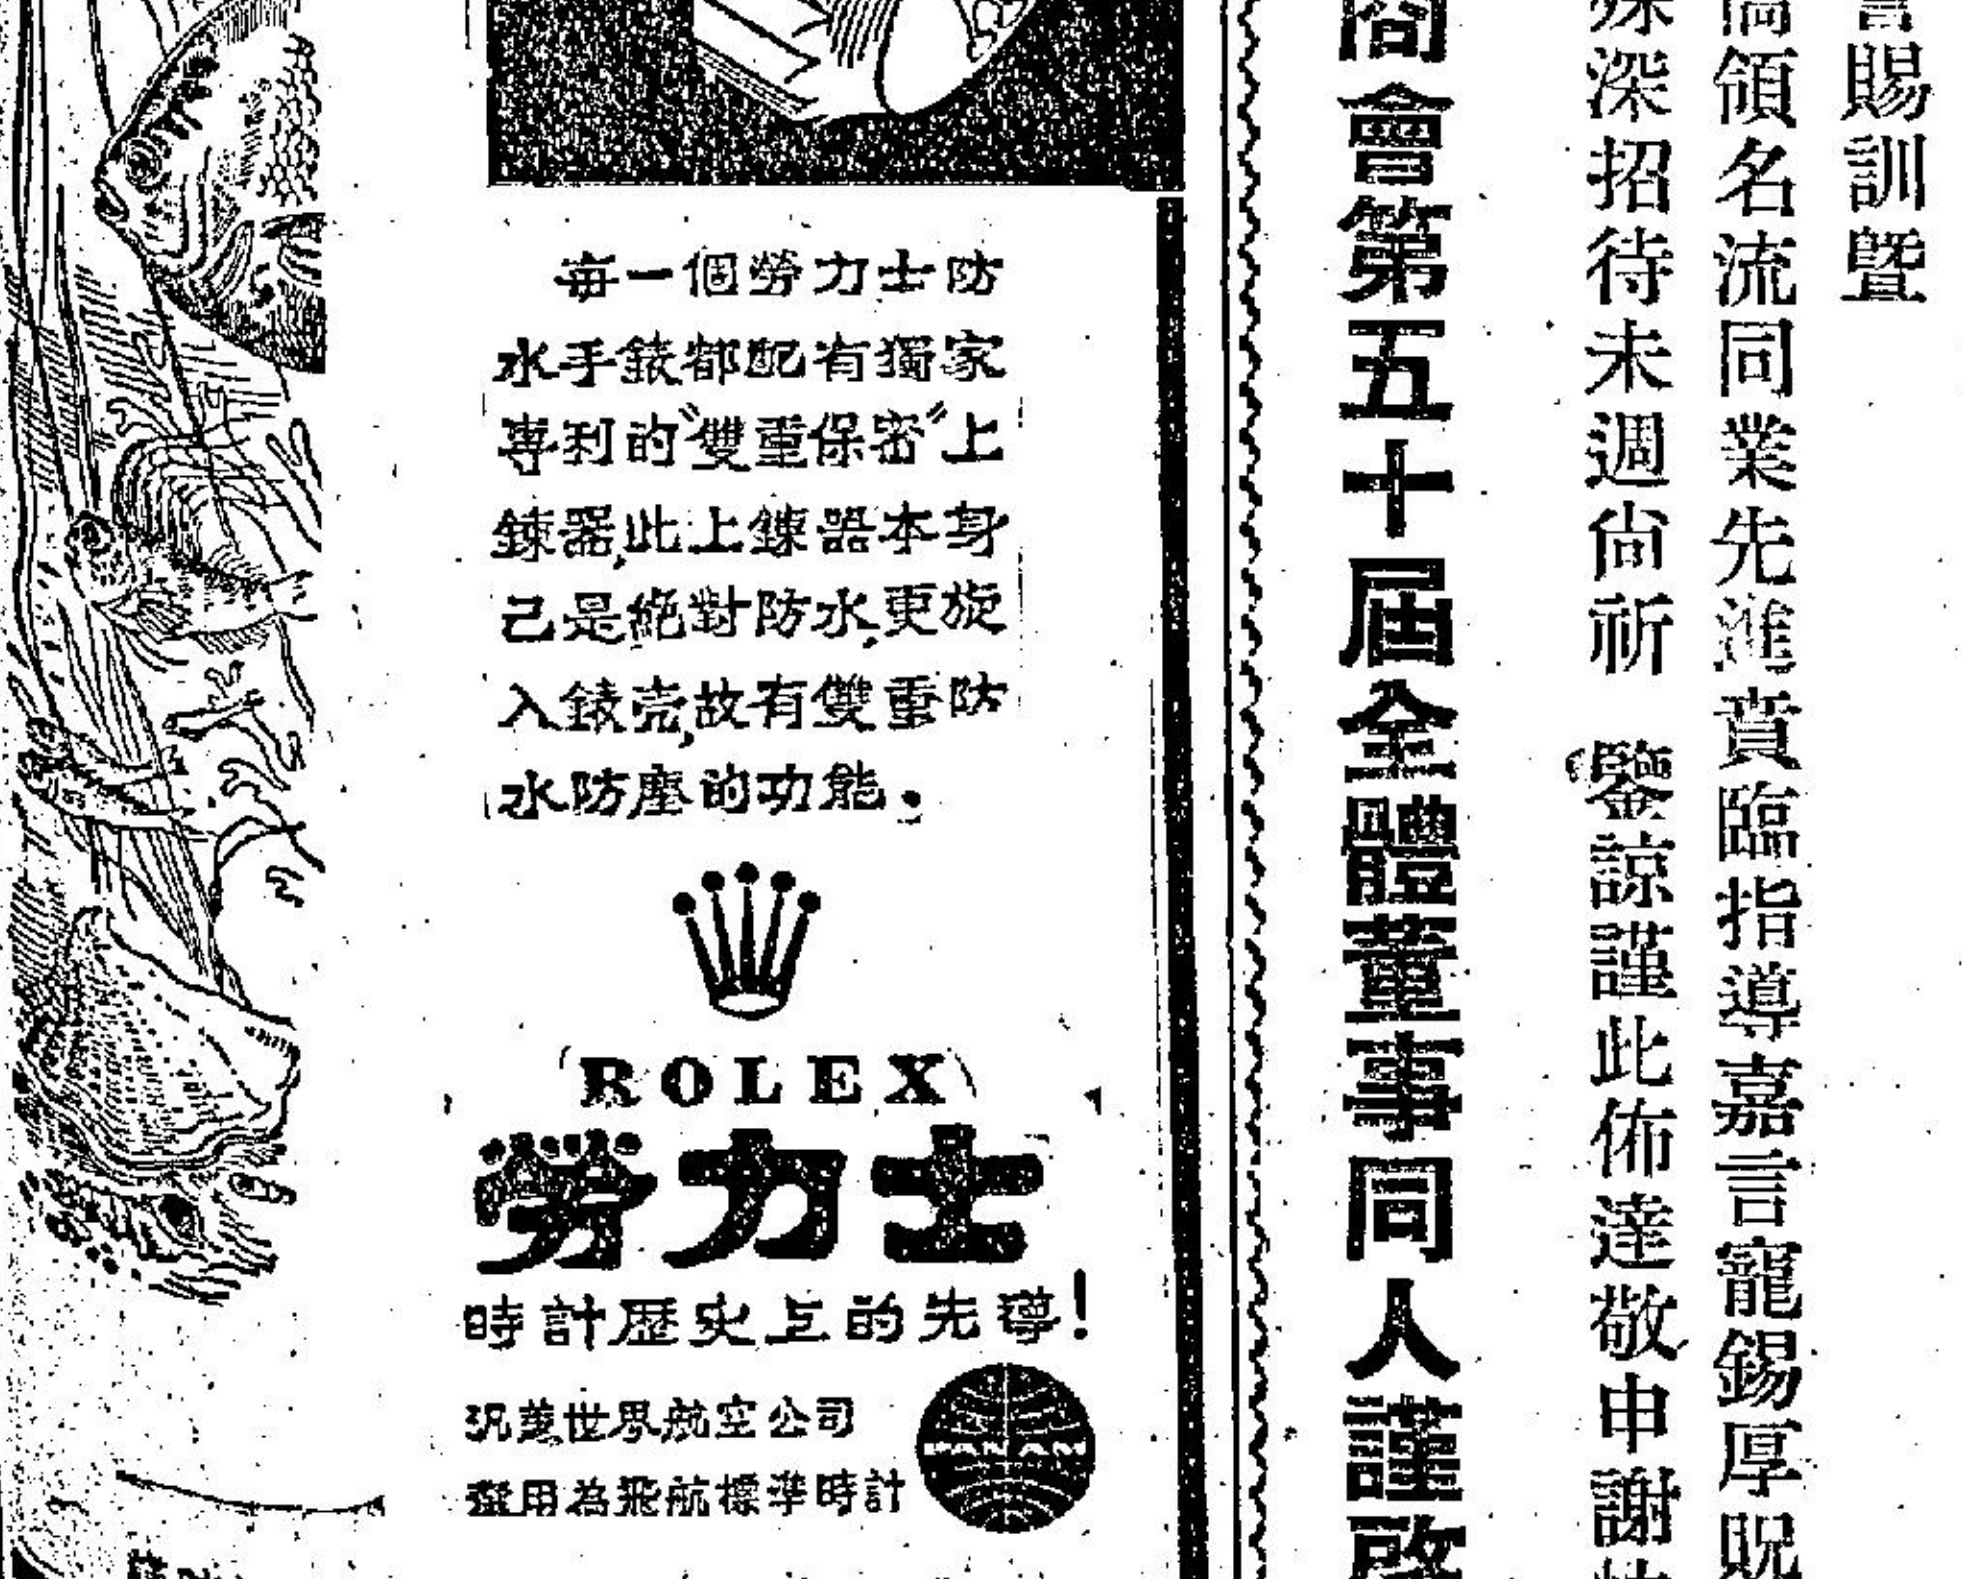 賜訓暨
領名流同業先進賁臨指導嘉言寵錫厚貺
深招待未週尙祈 鑒諒謹此佈達敬申謝
商會第五十屆全體董事同人謹啓
每一個勞力士防
水手錶都配有獨家
專利的"雙重保密"上
鍊器,此上鍊器本身
己是絕對防水,更旋
入錶壳,故有雙重防
水防塵的功能.
ROLEX
勞力士
時計歷史上的先導!
汎美世界航空公司
選用為飛航標準時計
PAN AM